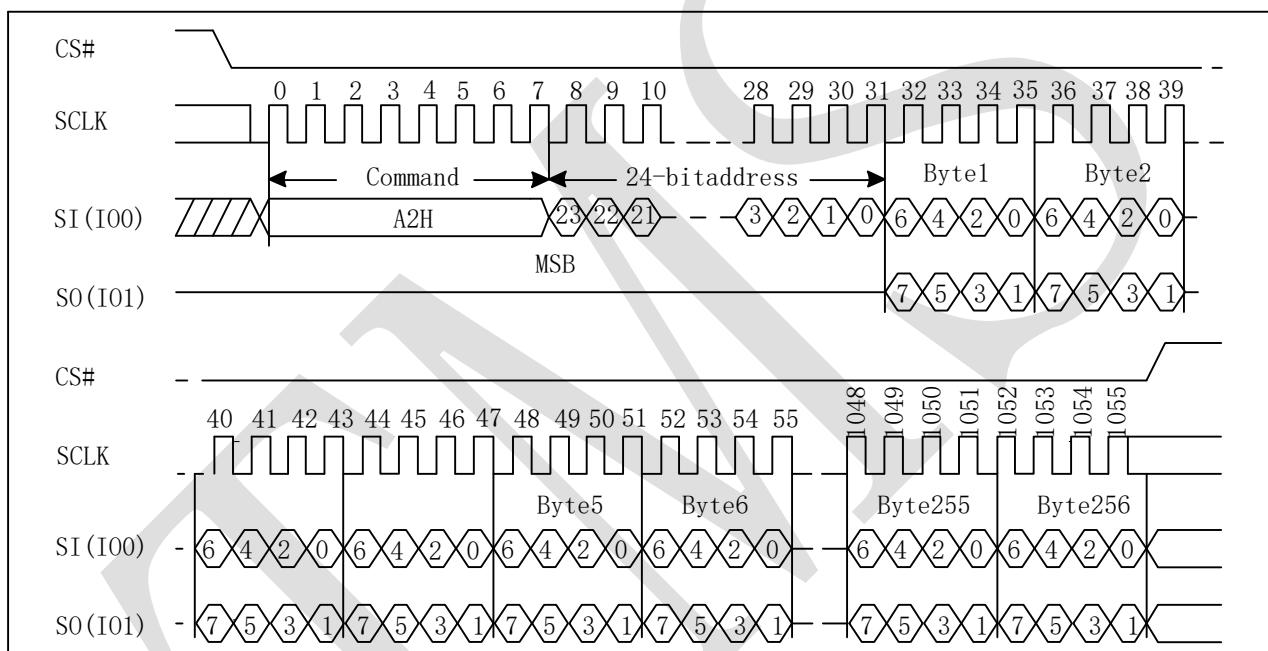 CS#
0 1 2 3 4 5 6 7 8 9 10 28 29 30 31 32 33 34 35 36 37 38 39
SCLK
Command 24-bitaddress Byte1 Byte2
SI(IO0) A2H 23 22 21 3 2 1 0 6 4 2 0 6 4 2 0
MSB
SO(IO1) 7 5 3 1 7 5 3 1
CS#
40 41 42 43 44 45 46 47 48 49 50 51 52 53 54 55 1048 1049 1050 1051 1052 1053 1054 1055
SCLK
Byte5 Byte6 Byte255 Byte256
SI(IO0) 6 4 2 0 6 4 2 0 6 4 2 0 6 4 2 0 6 4 2 0 6 4 2 0
SO(IO1) 7 5 3 1 7 5 3 1 7 5 3 1 7 5 3 1 7 5 3 1 7 5 3 1